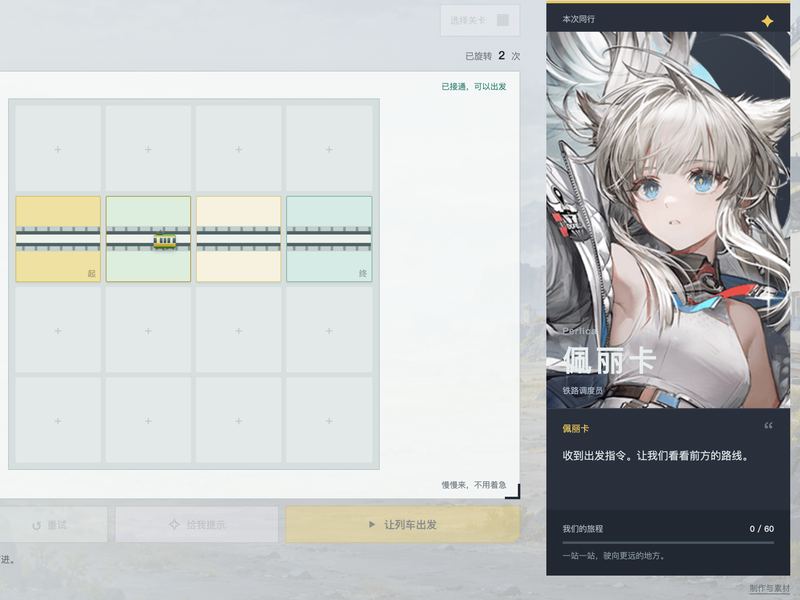 选择关卡
已旋转 2 次
已接通，可以出发
起
终
慢慢来，不用着急
重试
给我提示
让列车出发
进。
本次同行
Perlica
佩丽卡
铁路调度员
佩丽卡
收到出发指令。让我们看看前方的路线。
我们的旅程 0 / 60
一站一站，驶向更远的地方。
制作与素材